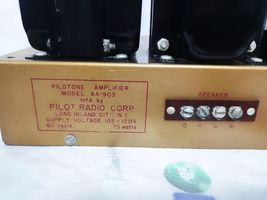 PILOTONE AMPLIFIER
MODEL AA-903
mfd by
PILOT RADIO CORP.
LONG ISLAND CITY, N.Y.
SUPPLY VOLTAGE 105-120V
60 cycle 75 watts
SPEAKER